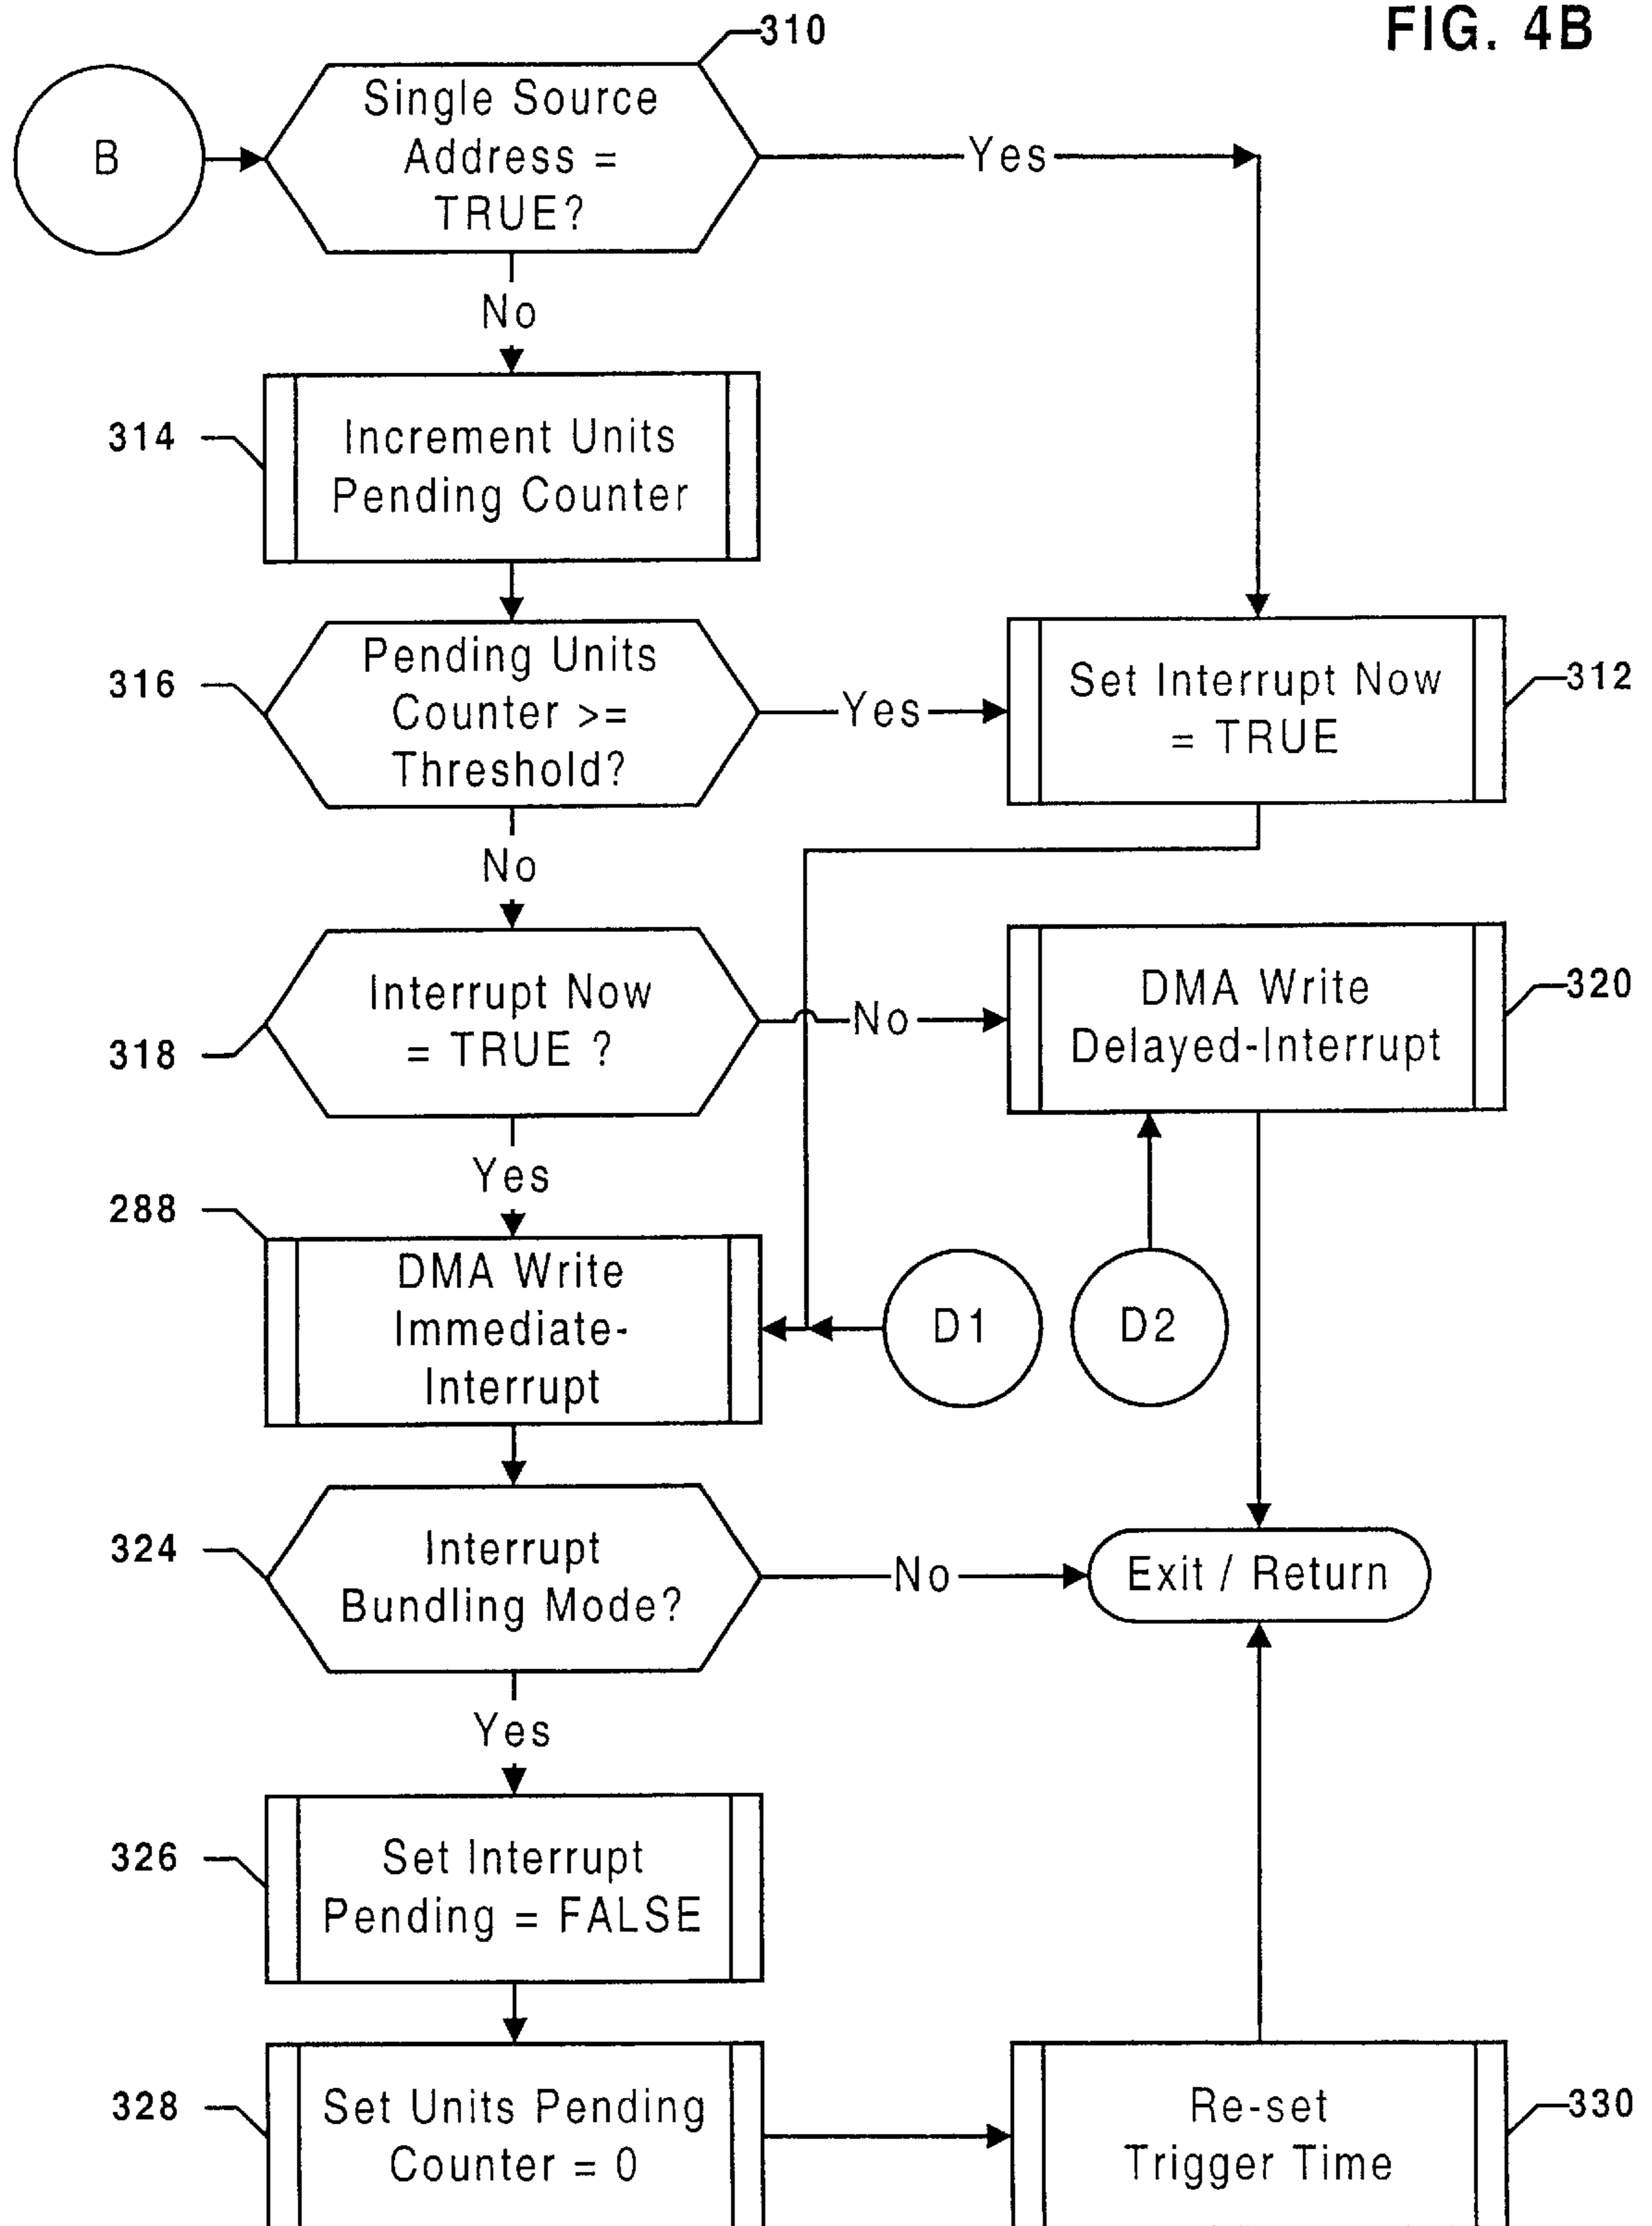 FIG. 4B
310
B
Single Source
Address =
TRUE?
Yes
No
314
Increment Units
Pending Counter
316
Pending Units
Counter >=
Threshold?
Yes
Set Interrupt Now
= TRUE
312
No
318
Interrupt Now
= TRUE ?
No
DMA Write
Delayed-Interrupt
320
Yes
288
DMA Write
Immediate-
Interrupt
D1
D2
324
Interrupt
Bundling Mode?
No
Exit / Return
Yes
326
Set Interrupt
Pending = FALSE
328
Set Units Pending
Counter = 0
Re-set
Trigger Time
330